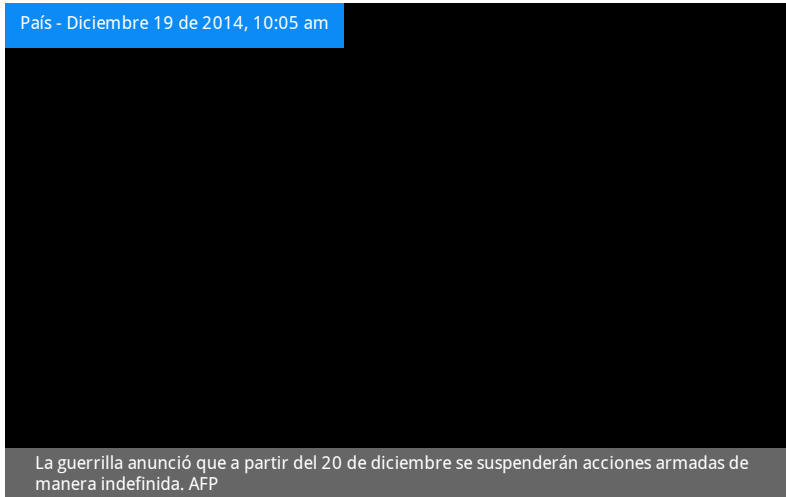 País - Diciembre 19 de 2014, 10:05 am
La guerrilla anunció que a partir del 20 de diciembre se suspenderán acciones armadas de
manera indefinida. AFP